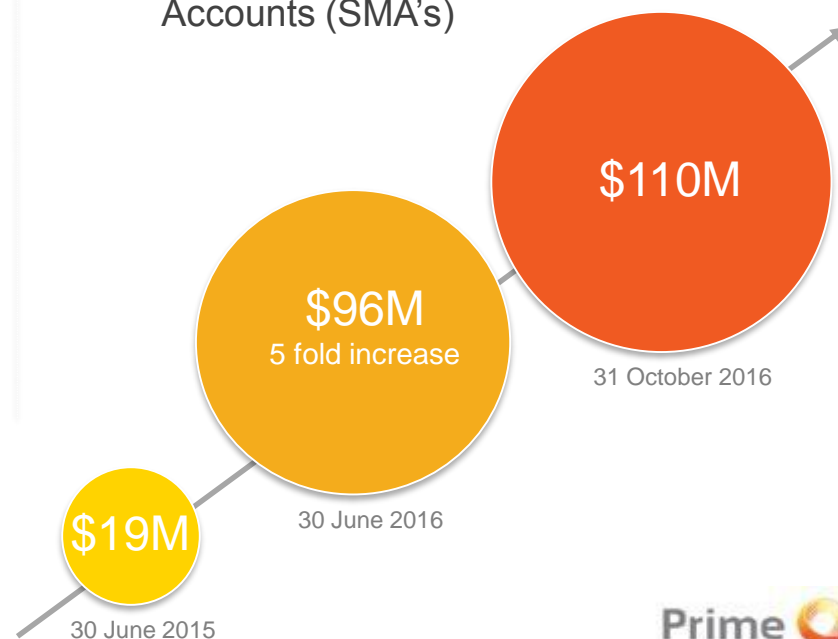 Accounts (SMA's)
$110M
31 October 2016
$96M
5 fold increase
30 June 2016
$19M
30 June 2015
Prime